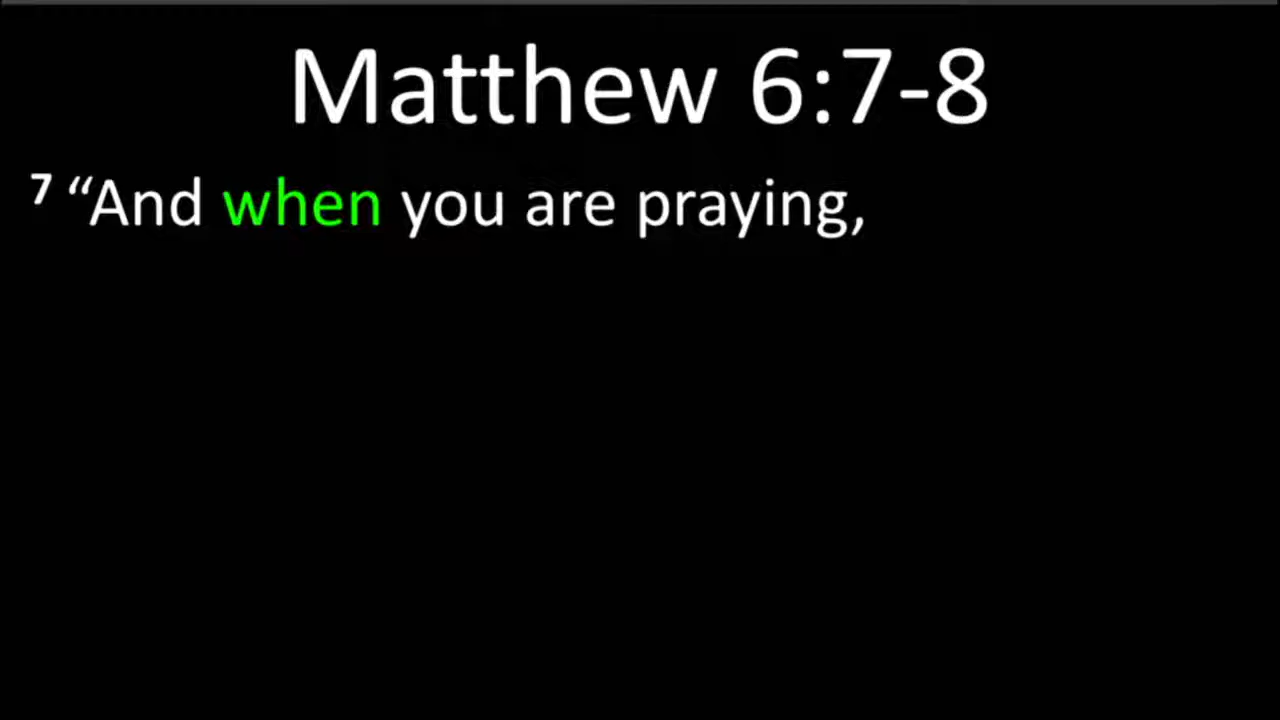 Matthew 6:7-8
⁷ “And when you are praying,